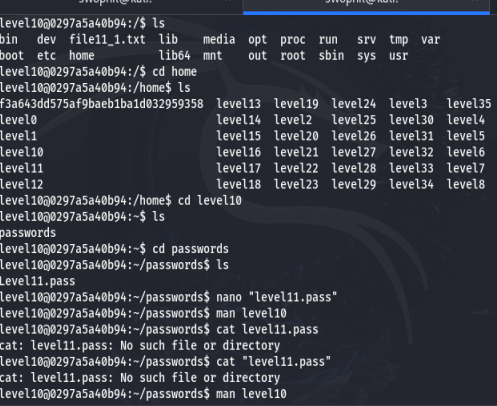 level10@0297a5a40b94:/$ ls
bin dev file11_1.txt lib media opt proc run srv tmp var
boot etc home lib64 mnt out root sbin sys usr
level10@0297a5a40b94:/$ cd home
level10@0297a5a40b94:/home$ ls
f3a643dd575af9baeb1ba1d032959358 level13 level19 level24 level3 level35
level0 level14 level2 level25 level30 level4
level1 level15 level20 level26 level31 level5
level10 level16 level21 level27 level32 level6
level11 level17 level22 level28 level33 level7
level12 level18 level23 level29 level34 level8
level10@0297a5a40b94:/home$ cd level10
level10@0297a5a40b94:~$ ls
passwords
level10@0297a5a40b94:~$ cd passwords
level10@0297a5a40b94:~/passwords$ ls
Level11.pass
level10@0297a5a40b94:~/passwords$ nano "level11.pass"
level10@0297a5a40b94:~/passwords$ man level10
level10@0297a5a40b94:~/passwords$ cat level11.pass
cat: level11.pass: No such file or directory
level10@0297a5a40b94:~/passwords$ cat "level11.pass"
cat: level11.pass: No such file or directory
level10@0297a5a40b94:~/passwords$ man level10